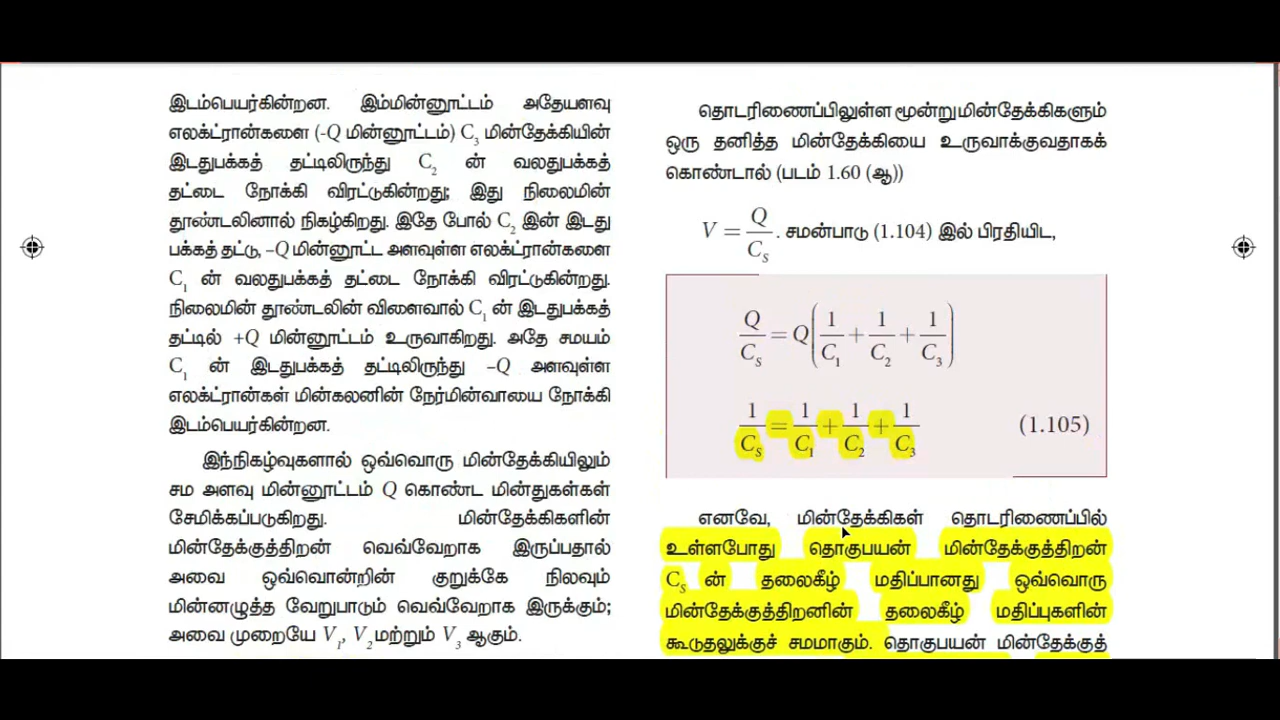 இடம்பெயர்கின்றன. இம்மின்னூட்டம் அதேயளவு
எலக்ட்ரான்களை (-Q மின்னூட்டம்) C₃ மின்தேக்கியின்
இடதுபக்கத் தட்டிலிருந்து C₂ ன் வலதுபக்கத்
தட்டை நோக்கி விரட்டுகின்றது; இது நிலைமின்
தூண்டலினால் நிகழ்கிறது. இதே போல் C₂ இன் இடது
பக்கத் தட்டு, –Q மின்னூட்ட அளவுள்ள எலக்ட்ரான்களை
C₁ ன் வலதுபக்கத் தட்டை நோக்கி விரட்டுகின்றது.
நிலைமின் தூண்டலின் விளைவால் C₁ ன் இடதுபக்கத்
தட்டில் +Q மின்னூட்டம் உருவாகிறது. அதே சமயம்
C₁ ன் இடதுபக்கத் தட்டிலிருந்து –Q அளவுள்ள
எலக்ட்ரான்கள் மின்கலனின் நேர்மின்வாயை நோக்கி
இடம்பெயர்கின்றன.
இந்நிகழ்வுகளால் ஒவ்வொரு மின்தேக்கியிலும்
சம அளவு மின்னூட்டம் Q கொண்ட மின்துகள்கள்
சேமிக்கப்படுகிறது. மின்தேக்கிகளின்
மின்தேக்குத்திறன் வெவ்வேறாக இருப்பதால்
அவை ஒவ்வொன்றின் குறுக்கே நிலவும்
மின்னழுத்த வேறுபாடும் வெவ்வேறாக இருக்கும்;
அவை முறையே V₁, V₂ மற்றும் V₃ ஆகும்.
தொடரிணைப்பிலுள்ள மூன்று மின்தேக்கிகளும்
ஒரு தனித்த மின்தேக்கியை உருவாக்குவதாகக்
கொண்டால் (படம் 1.60 (ஆ))
V = Q/Cₛ. சமன்பாடு (1.104) இல் பிரதியிட,
Q/Cₛ = Q(1/C₁ + 1/C₂ + 1/C₃)
1/Cₛ = 1/C₁ + 1/C₂ + 1/C₃ (1.105)
எனவே, மின்தேக்கிகள் தொடரிணைப்பில்
உள்ளபோது தொகுபயன் மின்தேக்குத்திறன்
Cₛ ன் தலைகீழ் மதிப்பானது ஒவ்வொரு
மின்தேக்குத்திறனின் தலைகீழ் மதிப்புகளின்
கூடுதலுக்குச் சமமாகும். தொகுபயன் மின்தேக்குத்